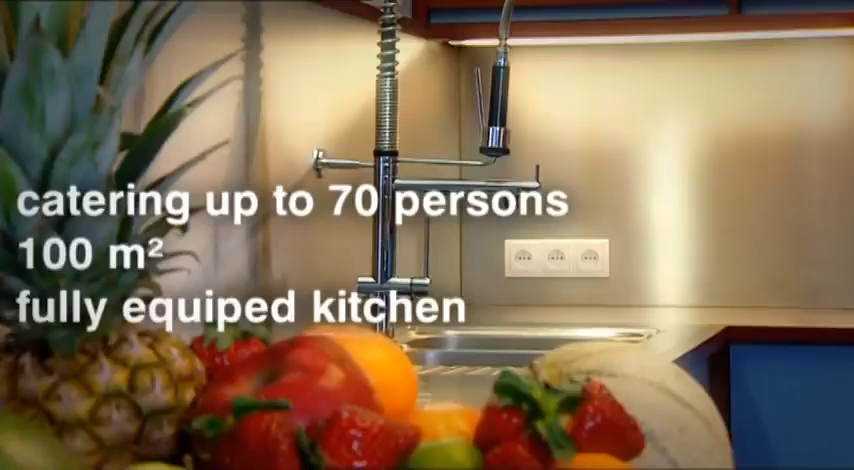 catering up to 70 persons
100 m²
fully equiped kitchen